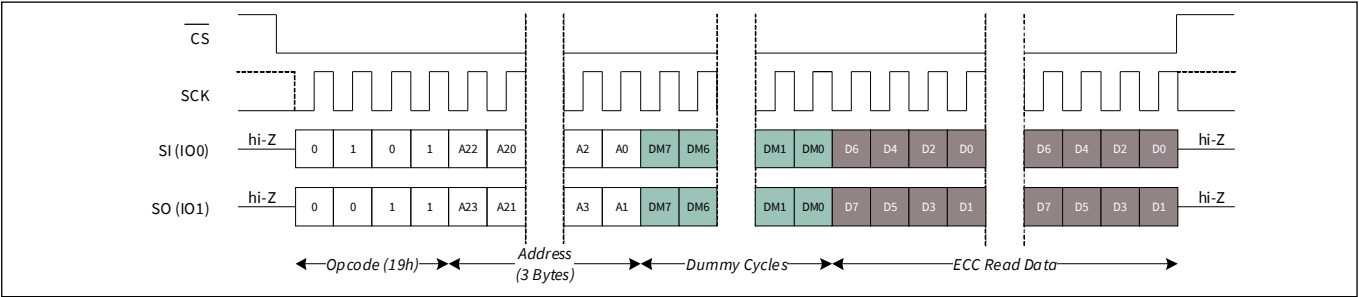 CS
SCK
SI (IO0) hi-Z 0 1 0 1 A22 A20 A2 A0 DM7 DM6 DM1 DM0 D6 D4 D2 D0 D6 D4 D2 D0 hi-Z
SO (IO1) hi-Z 0 0 1 1 A23 A21 A3 A1 DM7 DM6 DM1 DM0 D7 D5 D3 D1 D7 D5 D3 D1 hi-Z
Opcode (19h) Address Dummy Cycles ECC Read Data
(3 Bytes)